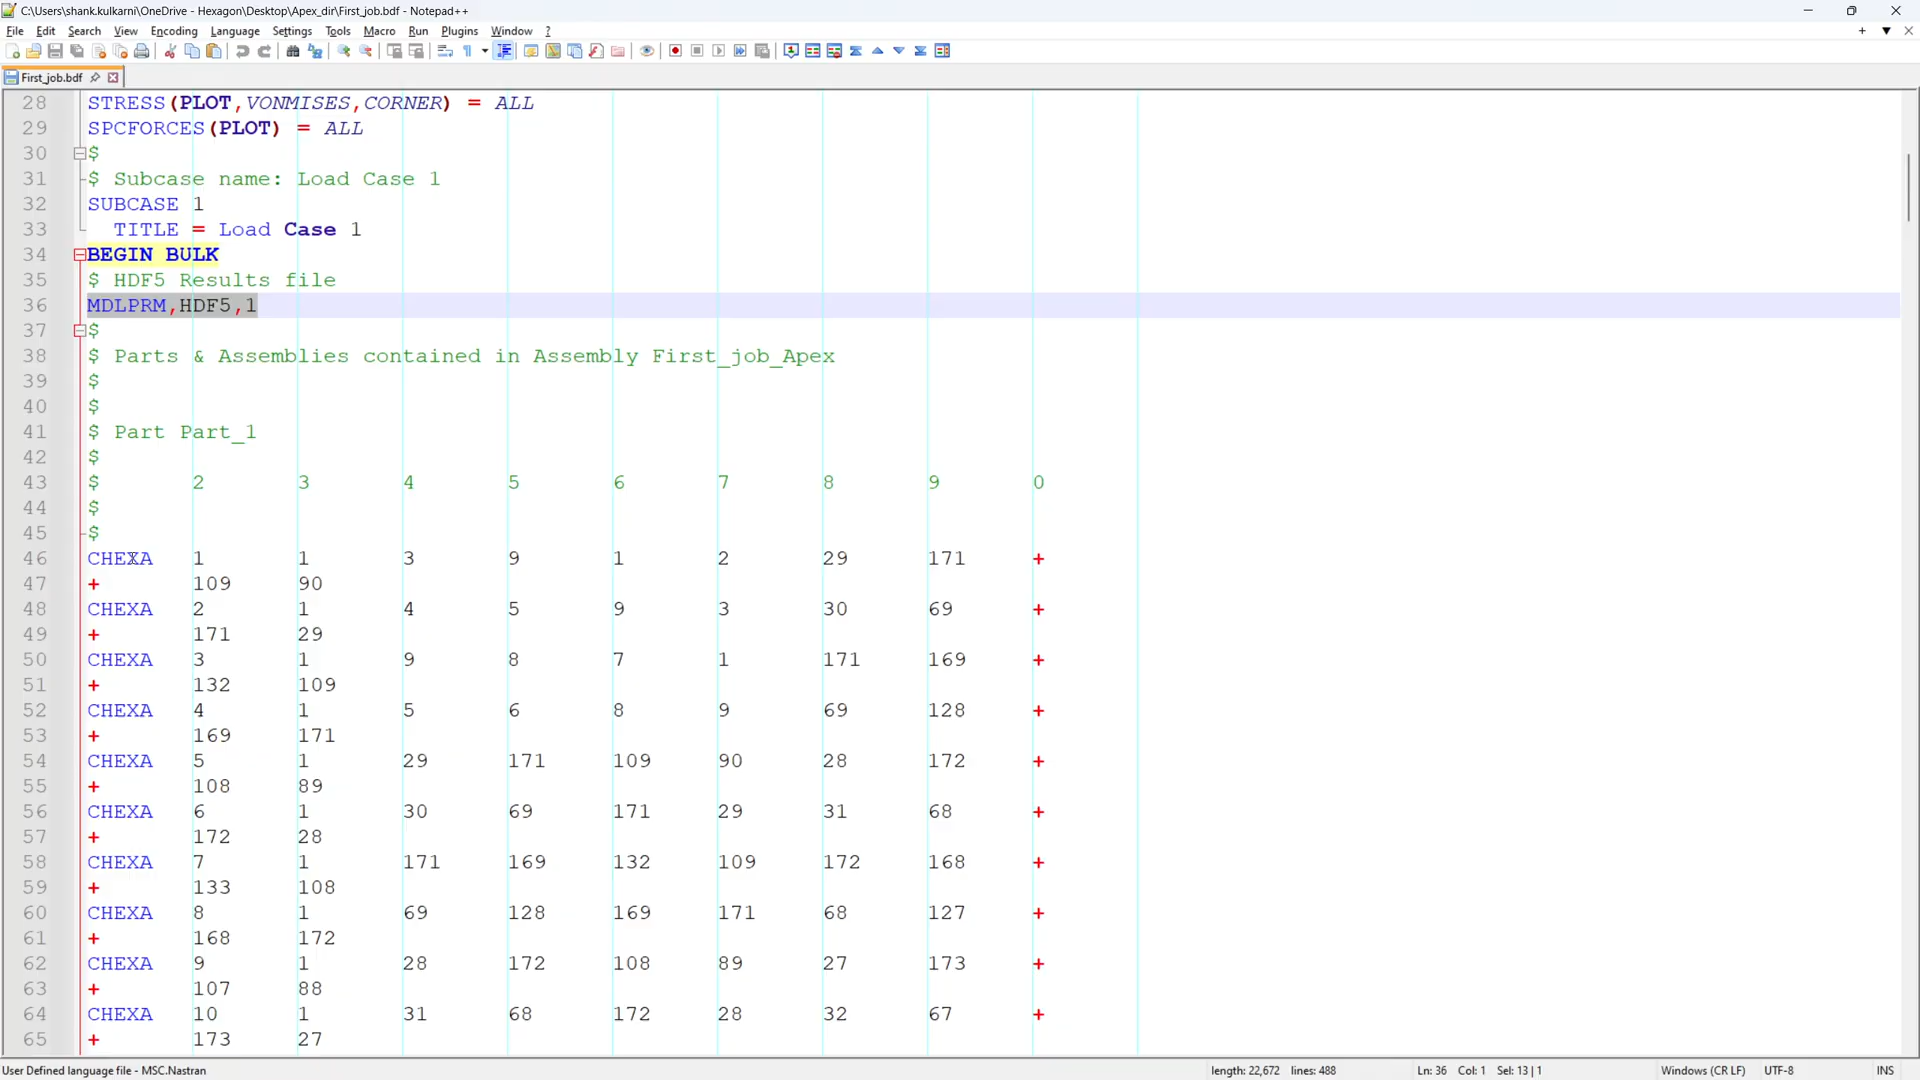 C:\Users\shank.kulkarni\OneDrive - Hexagon\Desktop\Apex_dir\First_job.bdf - Notepad++
File Edit Search View Encoding Language Settings Tools Macro Run Plugins Window ?
First_job.bdf
28 STRESS(PLOT,VONMISES,CORNER) = ALL
29 SPCFORCES(PLOT) = ALL
30 $
31 $ Subcase name: Load Case 1
32 SUBCASE 1
33 TITLE = Load Case 1
34 BEGIN BULK
35 $ HDF5 Results file
36 MDLPRM,HDF5,1
37 $
38 $ Parts & Assemblies contained in Assembly First_job_Apex
39 $
40 $
41 $ Part Part_1
42 $
43 $ 2 3 4 5 6 7 8 9 0
44 $
45 $
46 CHEXA 1 1 3 9 1 2 29 171 +
47 + 109 90
48 CHEXA 2 1 4 5 9 3 30 69 +
49 + 171 29
50 CHEXA 3 1 9 8 7 1 171 169 +
51 + 132 109
52 CHEXA 4 1 5 6 8 9 69 128 +
53 + 169 171
54 CHEXA 5 1 29 171 109 90 28 172 +
55 + 108 89
56 CHEXA 6 1 30 69 171 29 31 68 +
57 + 172 28
58 CHEXA 7 1 171 169 132 109 172 168 +
59 + 133 108
60 CHEXA 8 1 69 128 169 171 68 127 +
61 + 168 172
62 CHEXA 9 1 28 172 108 89 27 173 +
63 + 107 88
64 CHEXA 10 1 31 68 172 28 32 67 +
65 + 173 27
User Defined language file - MSC.Nastran length: 22,672 lines: 488 Ln: 36 Col: 1 Sel: 13 | 1 Windows (CR LF) UTF-8 INS